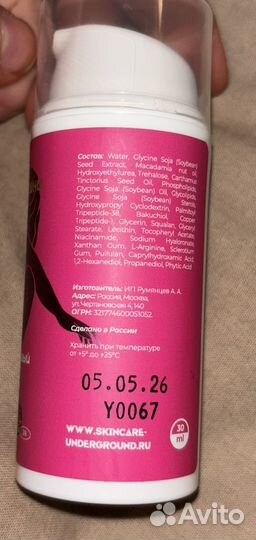 Состав: Water, Glycine Soja (Soybean)
Seed Extract, Macadamia nut oil,
Hydroxyethylurea, Trehalose, Carthamus
Tinctorius Seed Oil, Phospholipids,
Glycine Soja (Soybean) Oil, Glycolipids,
Glycine Soja (Soybean) Sterols,
Hydroxypropyl Cyclodextrin, Palmitoyl
Tripeptide-38, Bakuchiol, Copper
Tripeptide-1, Glycerin, Squalan, Glyceryl
Stearate, Lecithin, Tocopheryl Acetate,
Niacinamide, Sodium Hyaluronate,
Xanthan Gum, L-Arginine, Sclerotium
Gum, Pullulan, Caprylhydroxamic Acid,
1,2-Hexanediol, Propanediol, Phytic Acid
Изготовитель: ИП Румянцев А. А.
Адрес: Россия, Москва,
ул. Чертановская 4, 140
ОГРН: 321774600051052.
Сделано в России
Хранить при температуре
от +5° до +25°C
05.05.26
Y0067
WWW.SKINCARE-
UNDERGROUND.RU
30
ml
Avito